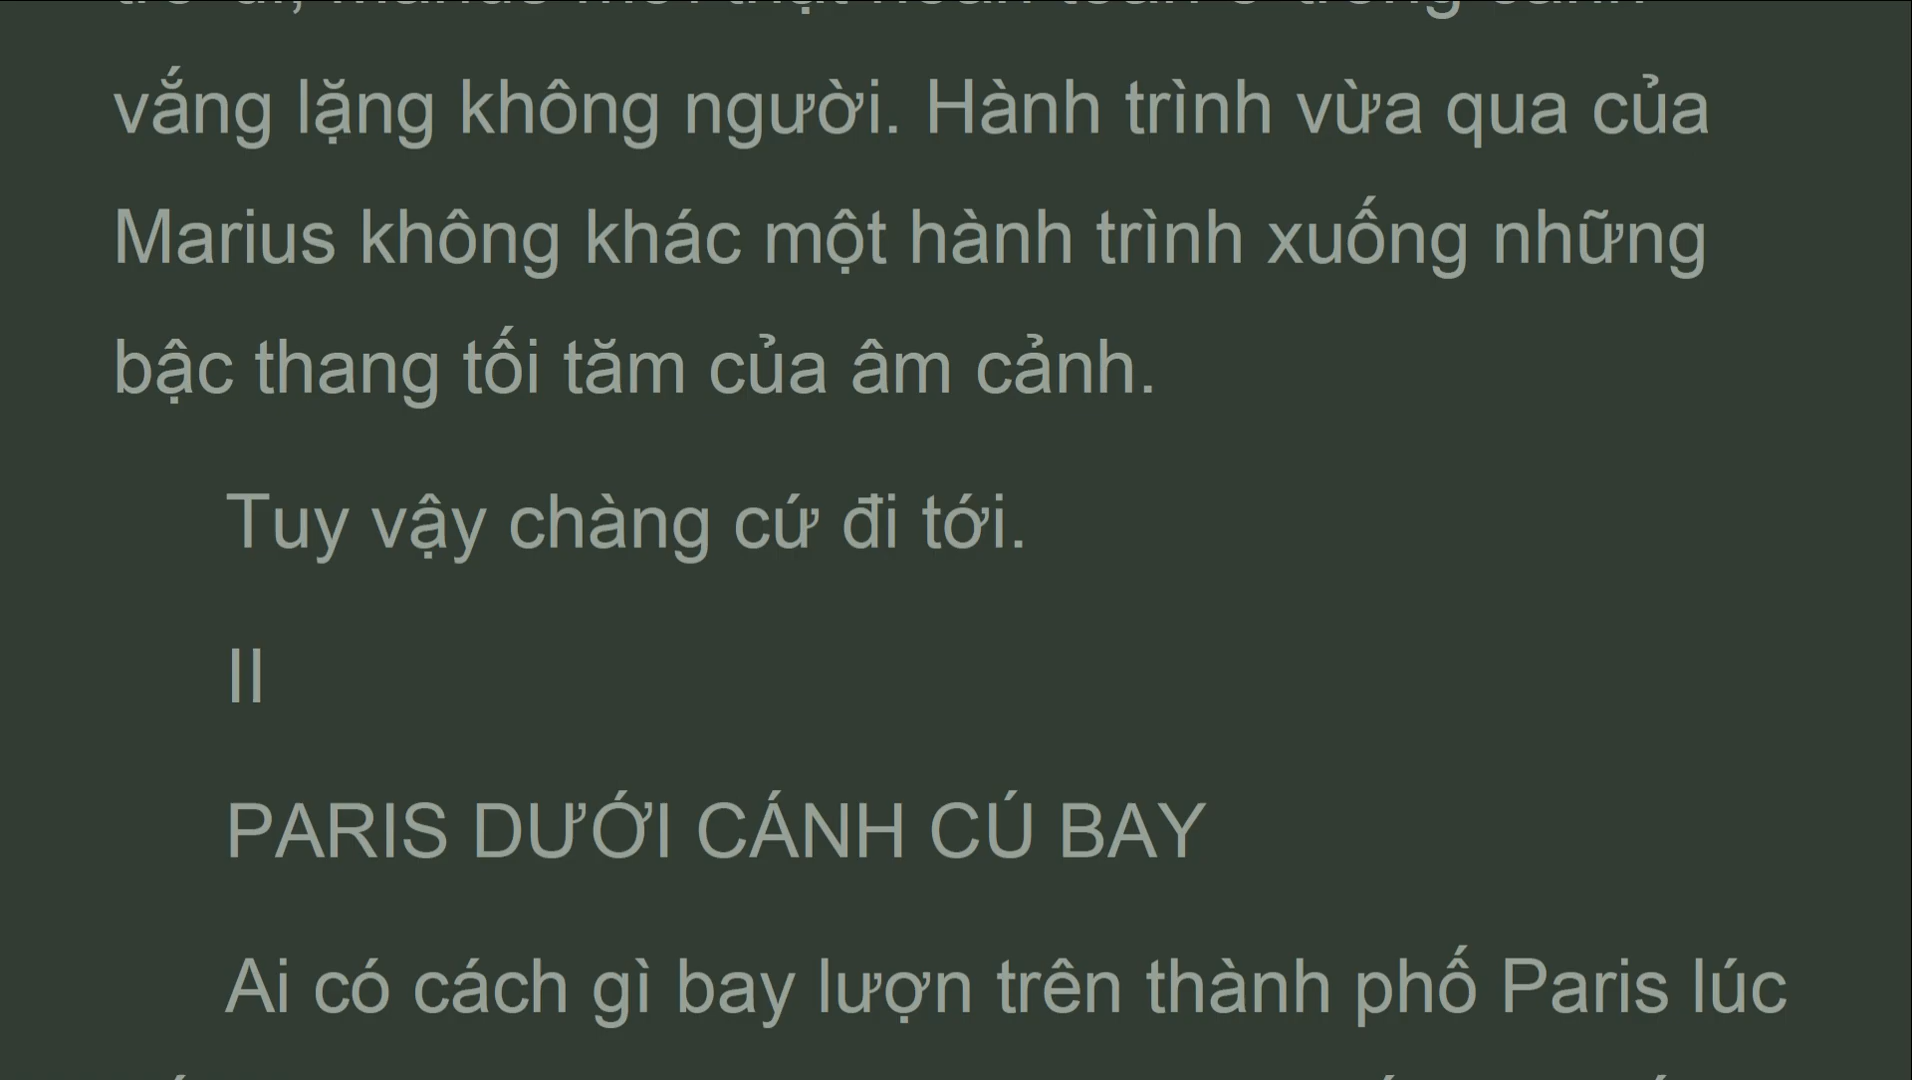 vắng lặng không người. Hành trình vừa qua của
Marius không khác một hành trình xuống những
bậc thang tối tăm của âm cảnh.
Tuy vậy chàng cứ đi tới.
II
PARIS DƯỚI CÁNH CÚ BAY
Ai có cách gì bay lượn trên thành phố Paris lúc